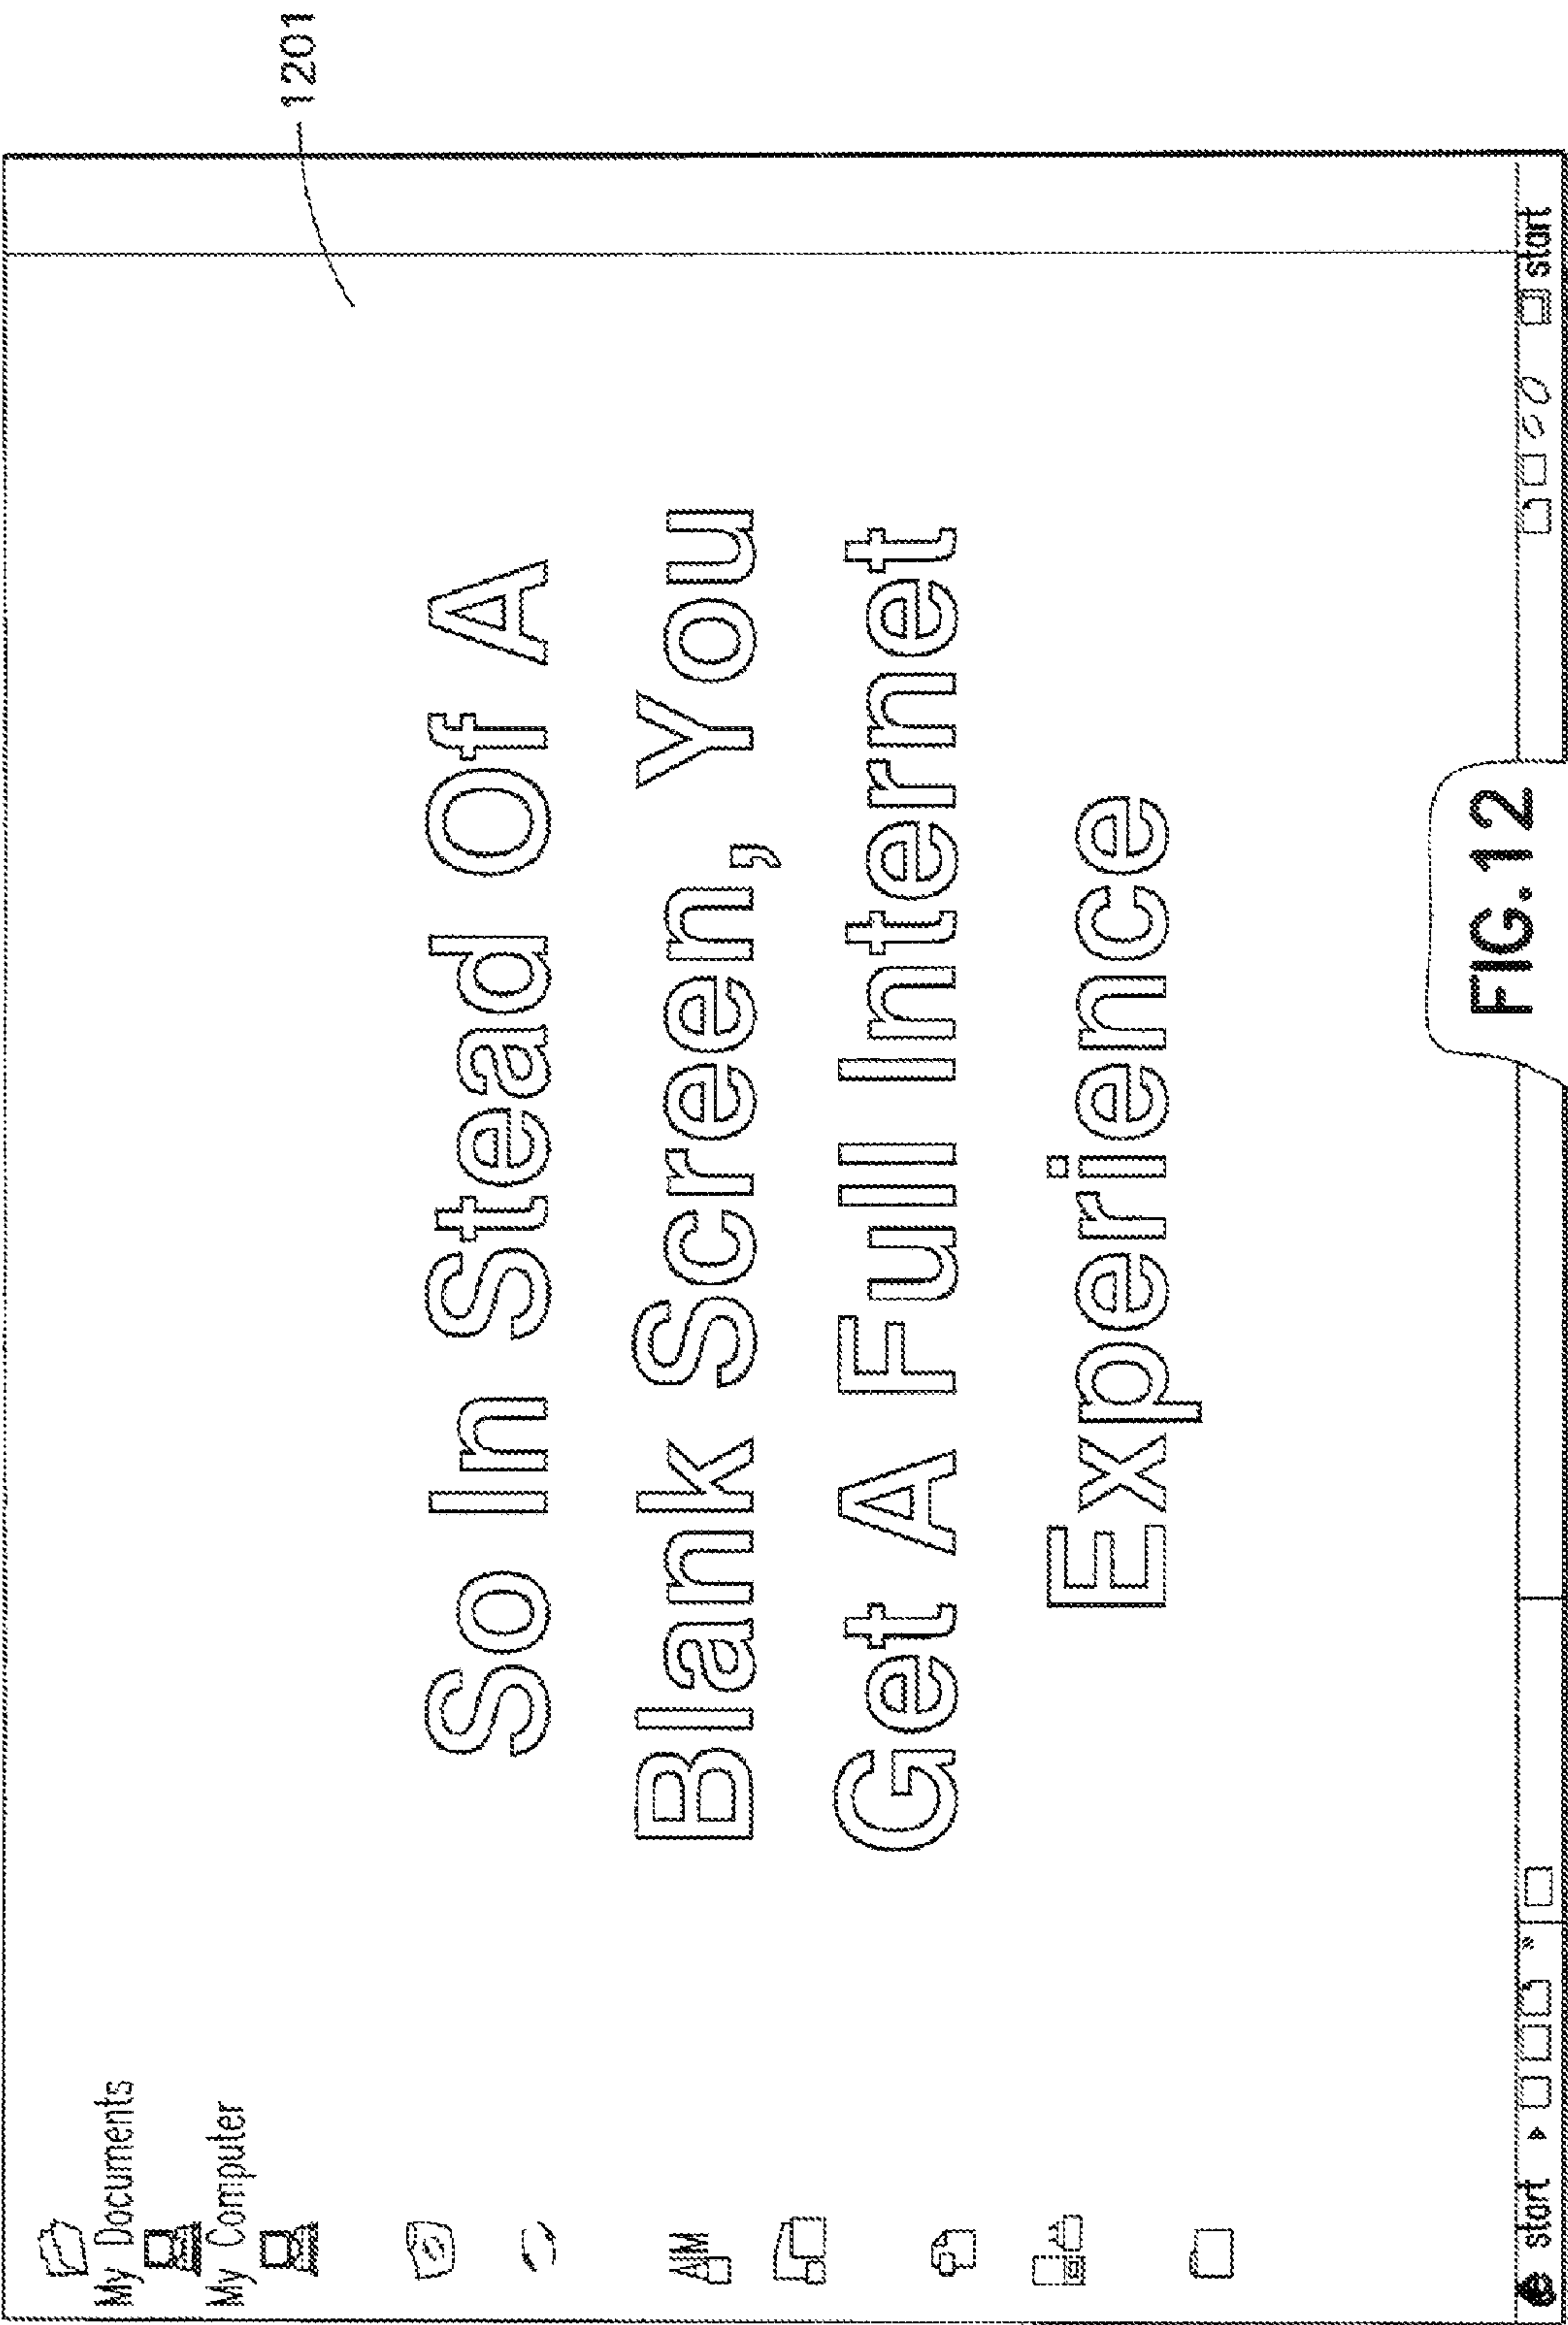 1201
My Documents
My Computer
AIM
So In Stead Of A
Blank Screen, You
Get A Full Internet
Experience
start
start
FIG. 12